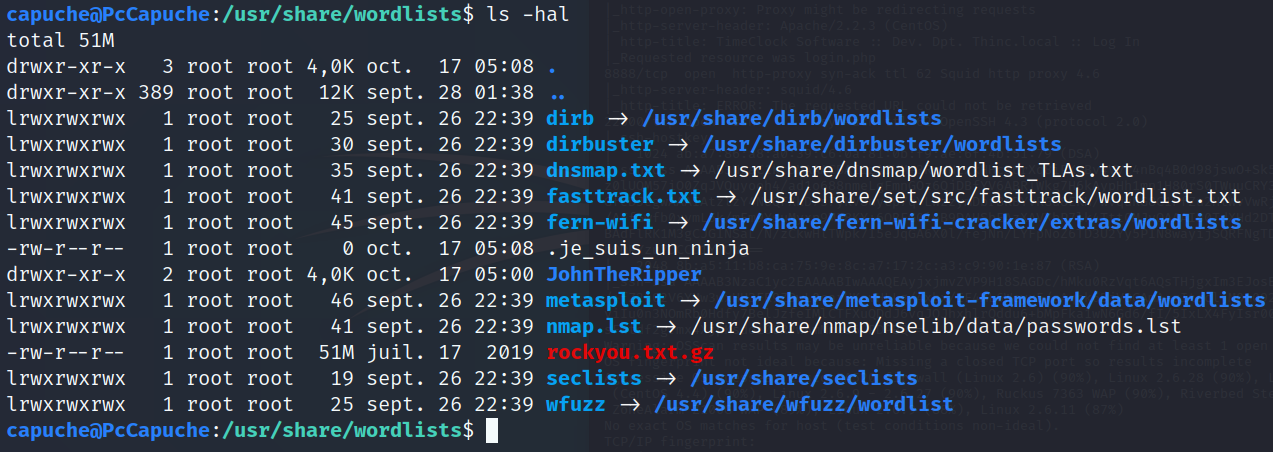 capuche@PcCapuche:/usr/share/wordlists$ ls -hal
total 51M
drwxr-xr-x   3 root root 4,0K oct.  17 05:08 .
drwxr-xr-x 389 root root  12K sept. 28 01:38 ..
lrwxrwxrwx   1 root root   25 sept. 26 22:39 dirb -> /usr/share/dirb/wordlists
lrwxrwxrwx   1 root root   30 sept. 26 22:39 dirbuster -> /usr/share/dirbuster/wordlists
lrwxrwxrwx   1 root root   35 sept. 26 22:39 dnsmap.txt -> /usr/share/dnsmap/wordlist_TLAs.txt
lrwxrwxrwx   1 root root   41 sept. 26 22:39 fasttrack.txt -> /usr/share/set/src/fasttrack/wordlist.txt
lrwxrwxrwx   1 root root   45 sept. 26 22:39 fern-wifi -> /usr/share/fern-wifi-cracker/extras/wordlists
-rw-r--r--   1 root root    0 oct.  17 05:08 .je_suis_un_ninja
drwxr-xr-x   2 root root 4,0K oct.  17 05:00 JohnTheRipper
lrwxrwxrwx   1 root root   46 sept. 26 22:39 metasploit -> /usr/share/metasploit-framework/data/wordlists
lrwxrwxrwx   1 root root   41 sept. 26 22:39 nmap.lst -> /usr/share/nmap/nselib/data/passwords.lst
-rw-r--r--   1 root root  51M juil. 17  2019 rockyou.txt.gz
lrwxrwxrwx   1 root root   19 sept. 26 22:39 seclists -> /usr/share/seclists
lrwxrwxrwx   1 root root   25 sept. 26 22:39 wfuzz -> /usr/share/wfuzz/wordlist
capuche@PcCapuche:/usr/share/wordlists$